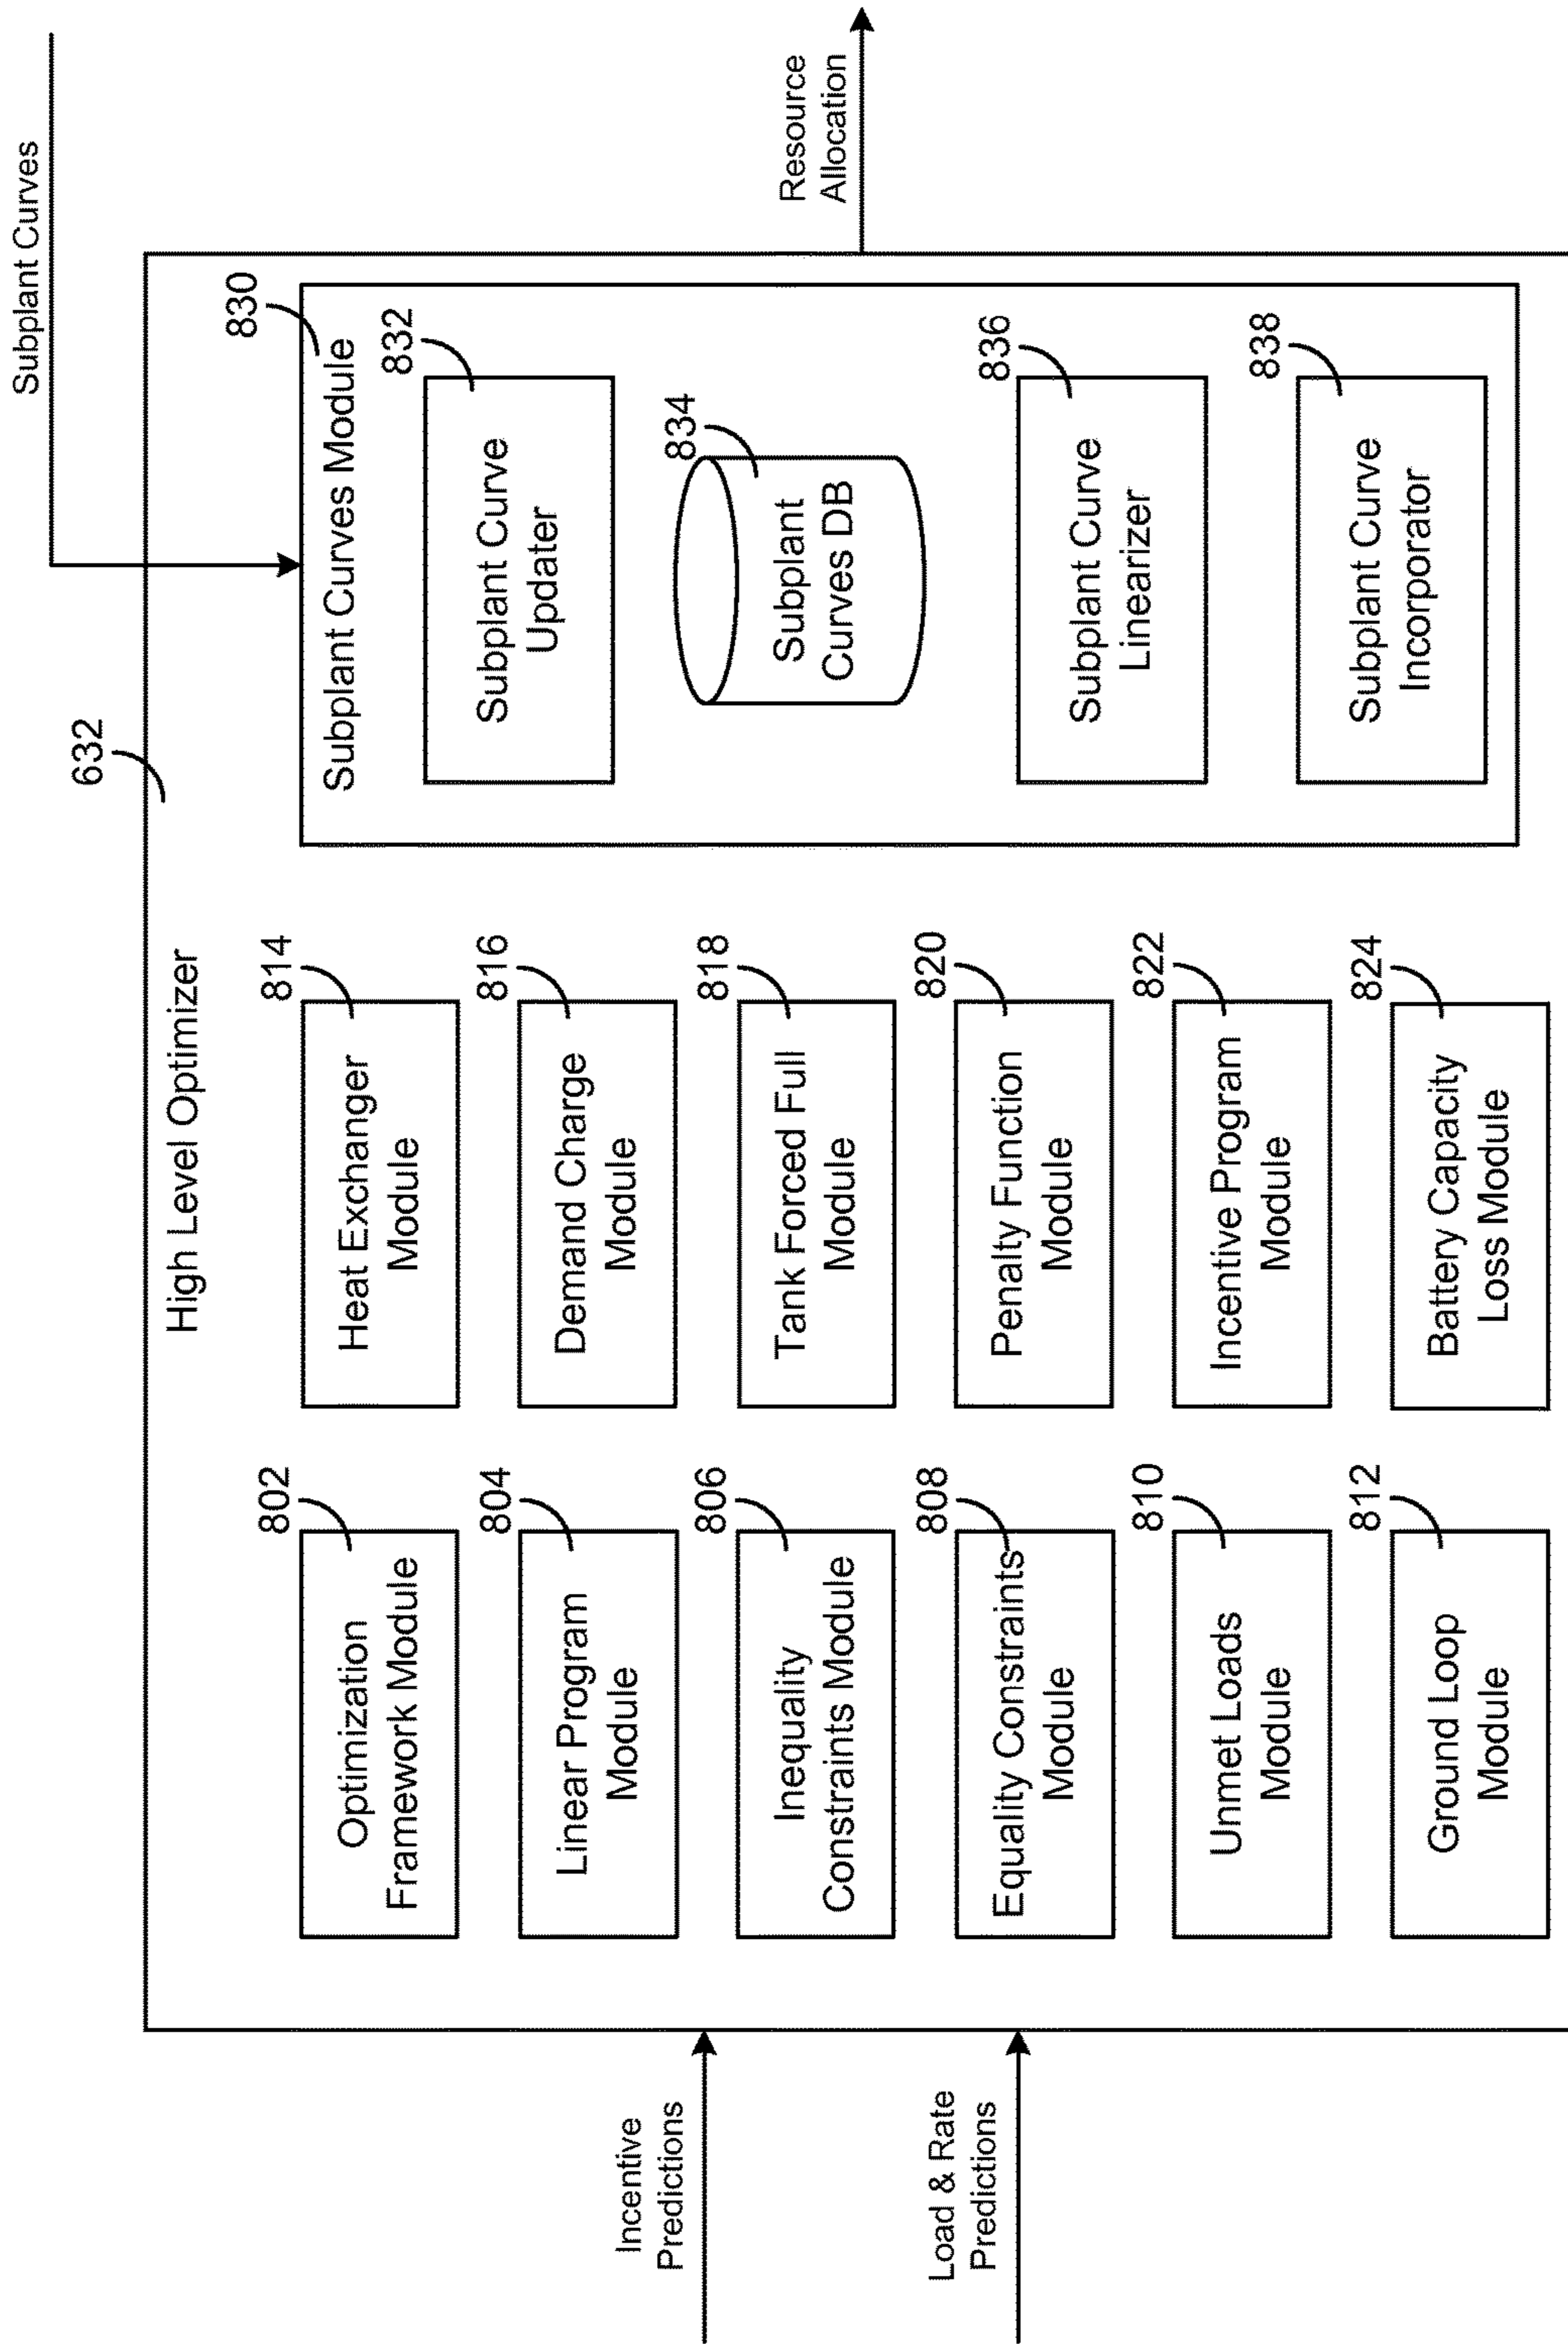 Subplant Curves
632
High Level Optimizer
Incentive
Predictions
Load & Rate
Predictions
802
Optimization
Framework Module
804
Linear Program
Module
806
Inequality
Constraints Module
808
Equality Constraints
Module
810
Unmet Loads
Module
812
Ground Loop
Module
814
Heat Exchanger
Module
816
Demand Charge
Module
818
Tank Forced Full
Module
820
Penalty Function
Module
822
Incentive Program
Module
824
Battery Capacity
Loss Module
830
Subplant Curves Module
832
Subplant Curve
Updater
834
Subplant
Curves DB
836
Subplant Curve
Linearizer
838
Subplant Curve
Incorporator
Resource
Allocation